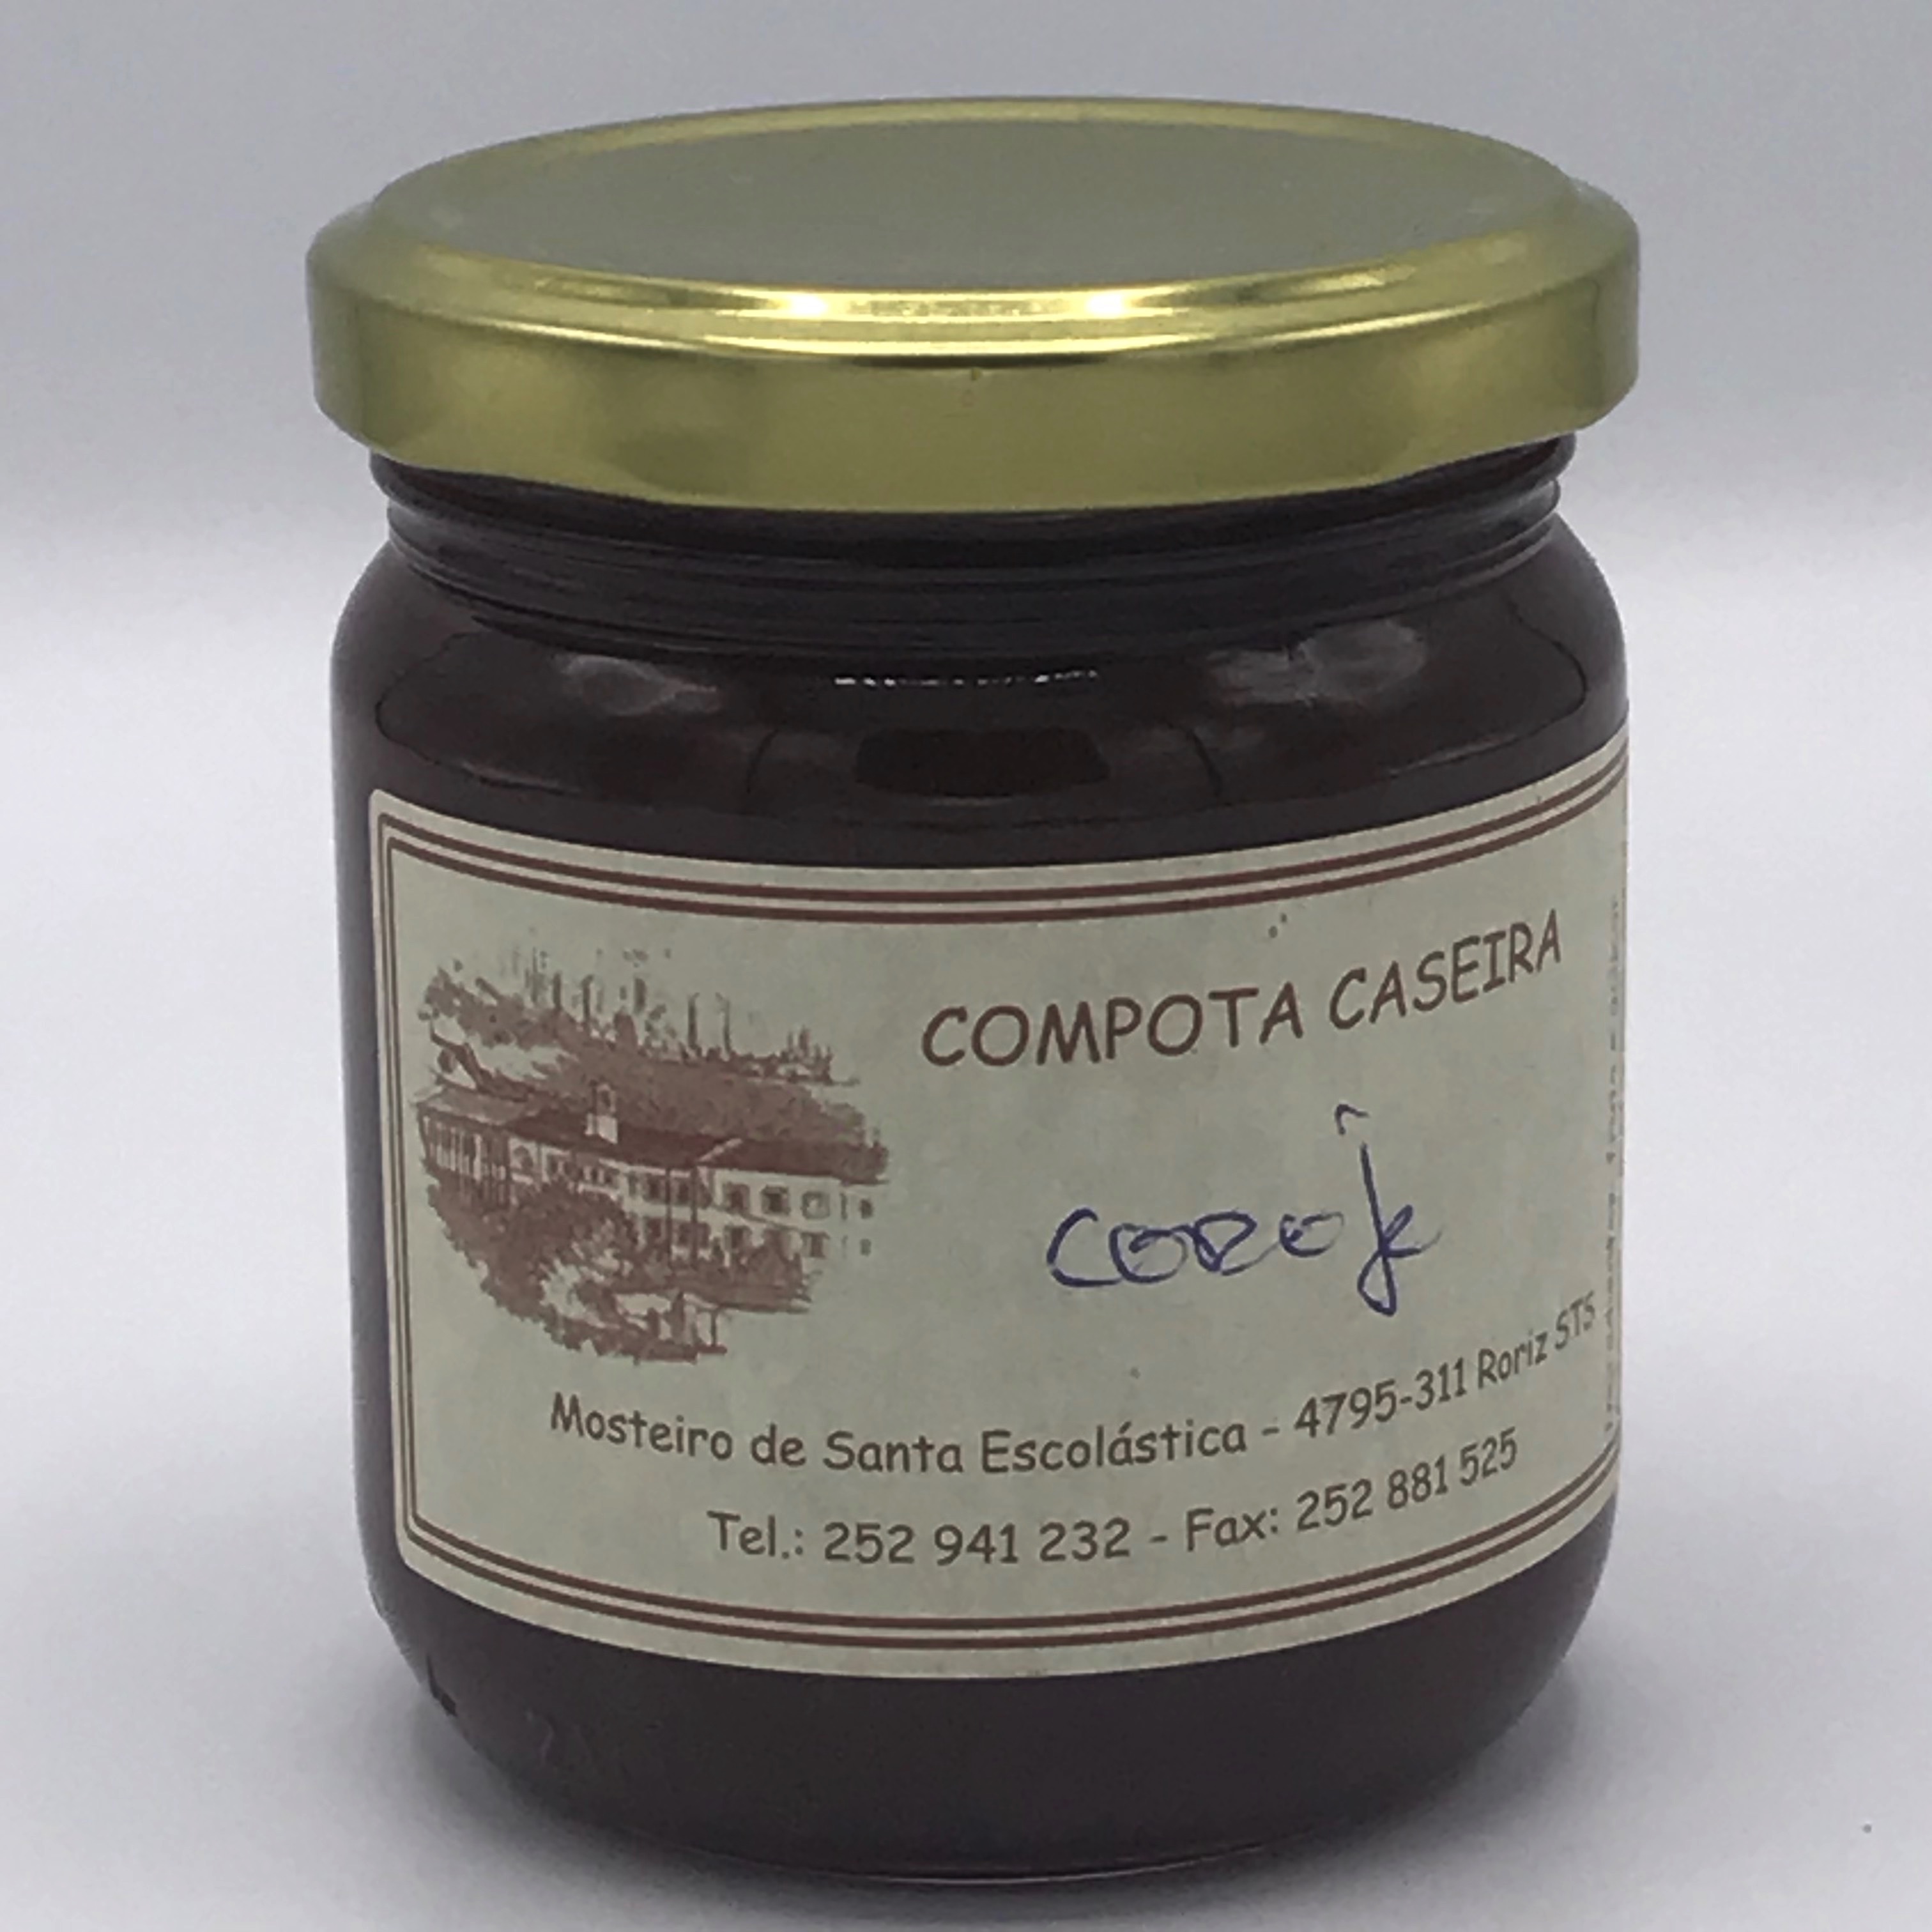 COMPOTA CASEIRA
Mosteiro de Santa Escolástica - 4795-311 Roriz STS
Tel.: 252 941 232 - Fax: 252 881 525